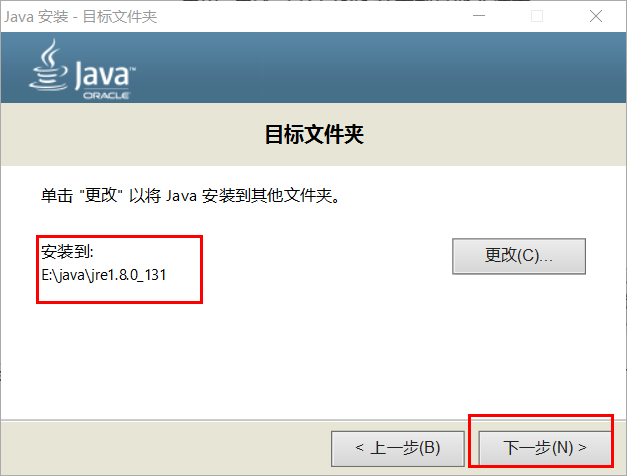 Java 安装 - 目标文件夹
Java™
ORACLE
目标文件夹
单击 "更改" 以将 Java 安装到其他文件夹。
安装到:
E:\java\jre1.8.0_131
更改(C)...
< 上一步(B)
下一步(N) >